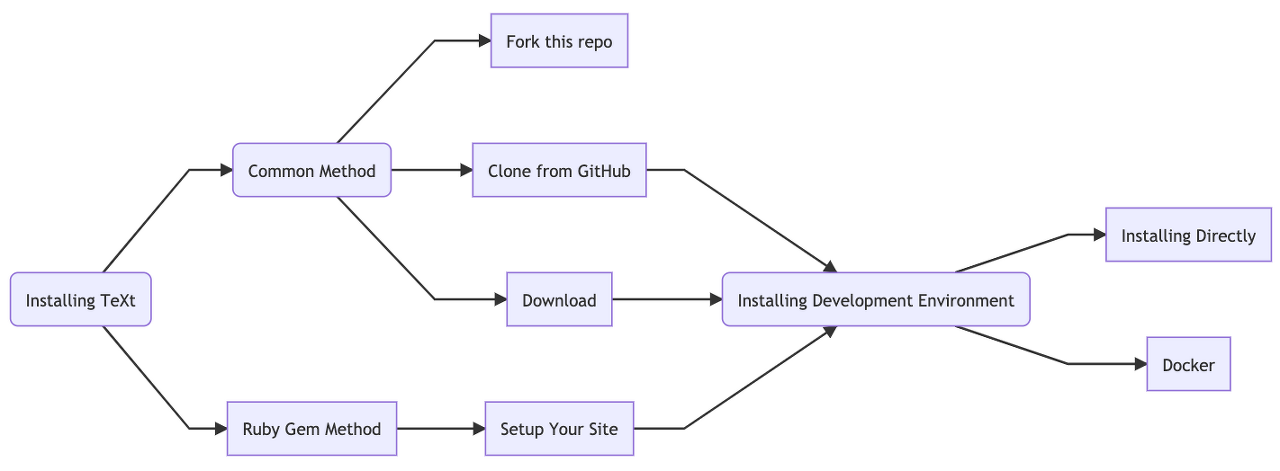 Fork this repo
Common Method
Clone from GitHub
Installing Directly
Installing TeXt
Download
Installing Development Environment
Docker
Ruby Gem Method
Setup Your Site